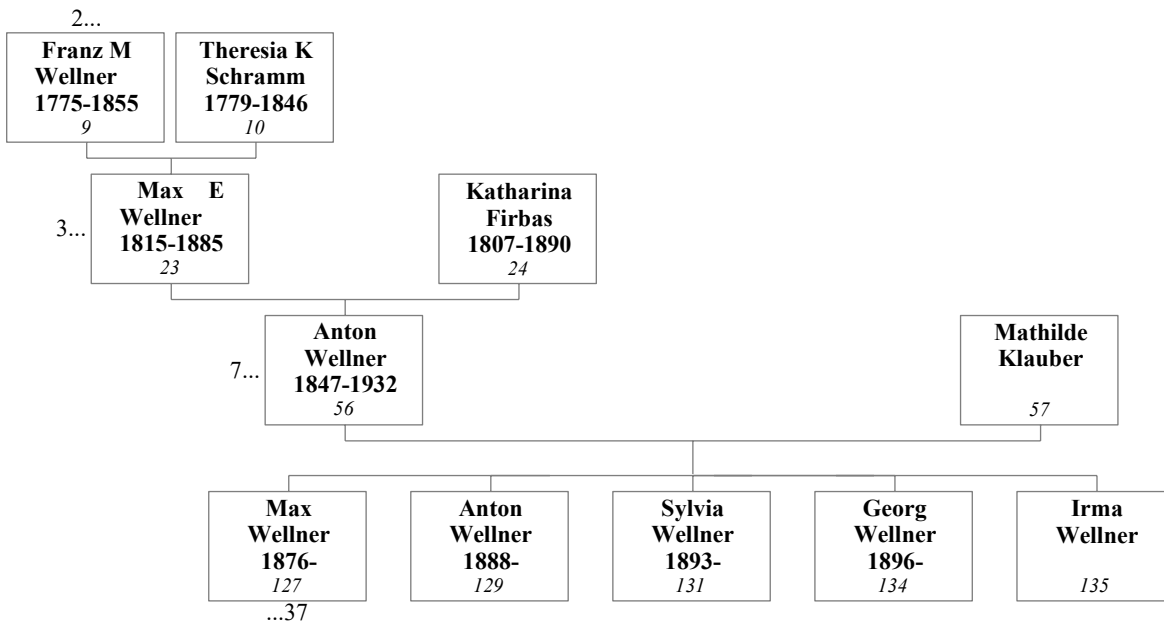 2...
Franz M
Wellner
1775-1855
9
Theresia K
Schramm
1779-1846
10
3...
Max E
Wellner
1815-1885
23
Katharina
Firbas
1807-1890
24
7...
Anton
Wellner
1847-1932
56
Mathilde
Klauber
57
Max
Wellner
1876-
127
Anton
Wellner
1888-
129
Sylvia
Wellner
1893-
131
Georg
Wellner
1896-
134
Irma
Wellner
135
...37